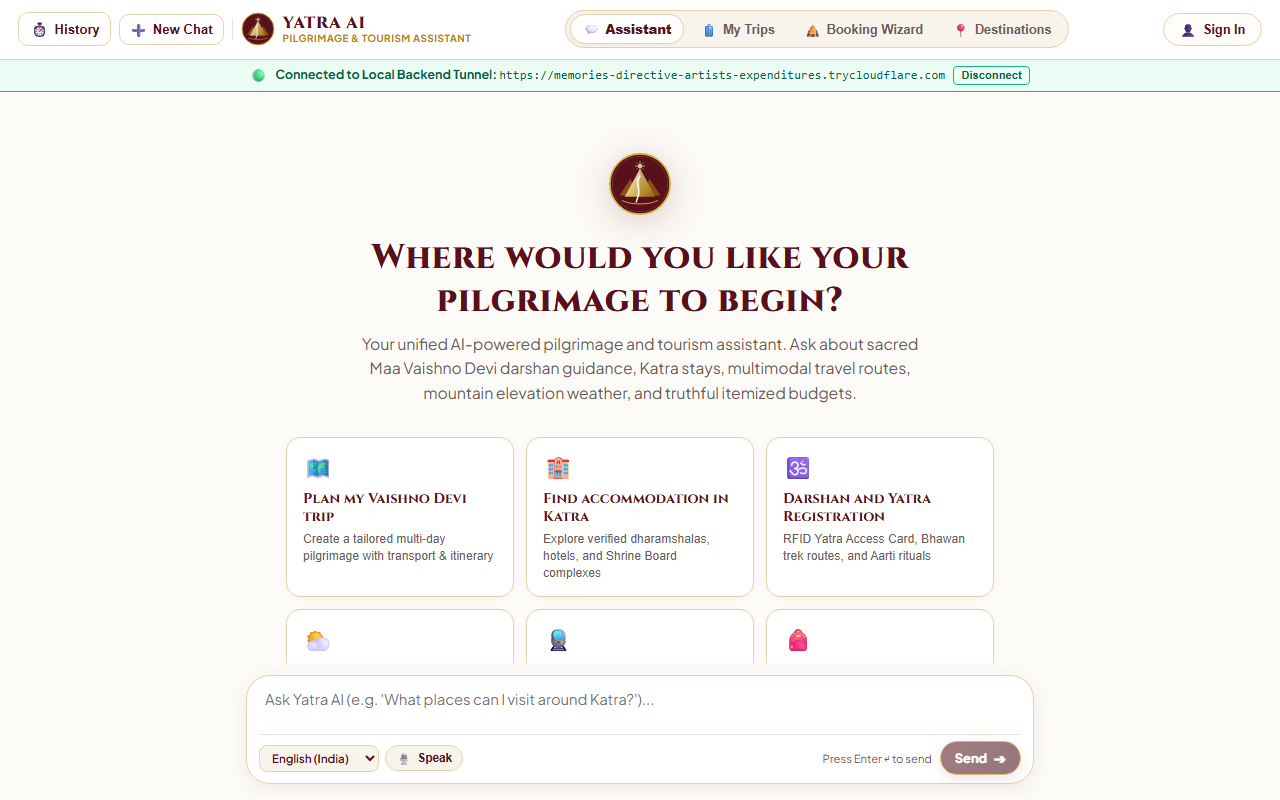 History
New Chat
YATRA AI
PILGRIMAGE & TOURISM ASSISTANT
Assistant
My Trips
Booking Wizard
Destinations
Sign In
Connected to Local Backend Tunnel: https://memories-directive-artists-expenditures.trycloudflare.com
Disconnect
Where would you like your
pilgrimage to begin?
Your unified AI-powered pilgrimage and tourism assistant. Ask about sacred
Maa Vaishno Devi darshan guidance, Katra stays, multimodal travel routes,
mountain elevation weather, and truthful itemized budgets.
Plan my Vaishno Devi
trip
Create a tailored multi-day
pilgrimage with transport & itinerary
Find accommodation in
Katra
Explore verified dharamshalas,
hotels, and Shrine Board
complexes
🕉
Darshan and Yatra
Registration
RFID Yatra Access Card, Bhawan
trek routes, and Aarti rituals
Ask Yatra AI (e.g. 'What places can I visit around Katra?')...
English (India)
Speak
Press Enter ↵ to send
Send ➔